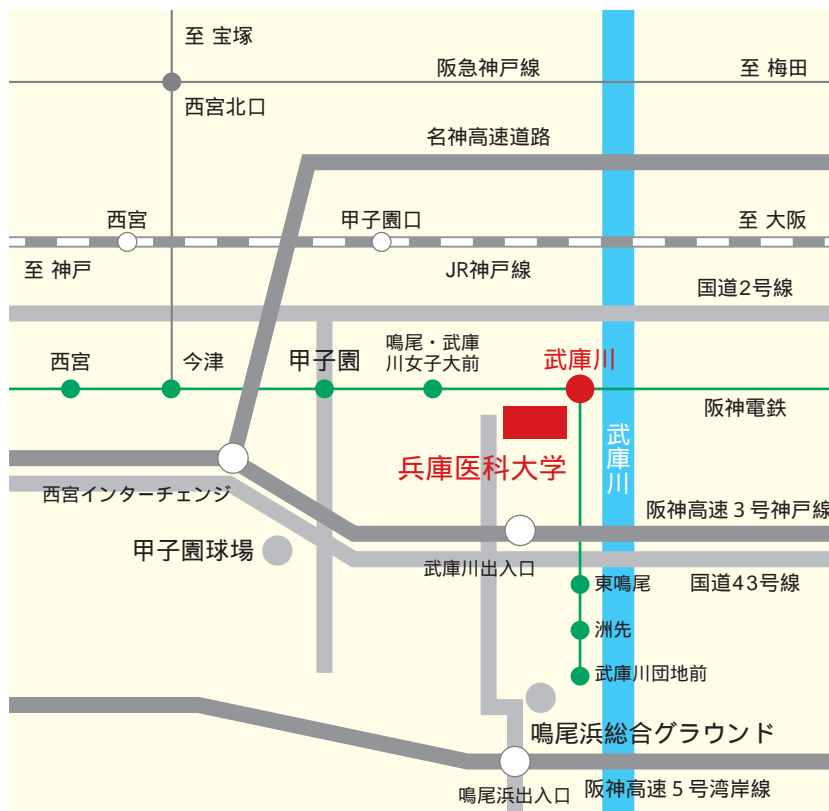 至 宝塚
阪急神戸線
至 梅田
西宮北口
名神高速道路
西宮
甲子園口
至 大阪
至 神戸
JR神戸線
国道2号線
西宮
今津
甲子園
鳴尾・武庫
川女子大前
武庫川
阪神電鉄
武庫川
兵庫医科大学
西宮インターチェンジ
阪神高速3号神戸線
甲子園球場
武庫川出入口
東鳴尾
国道43号線
洲先
武庫川団地前
鳴尾浜総合グラウンド
鳴尾浜出入口
阪神高速5号湾岸線